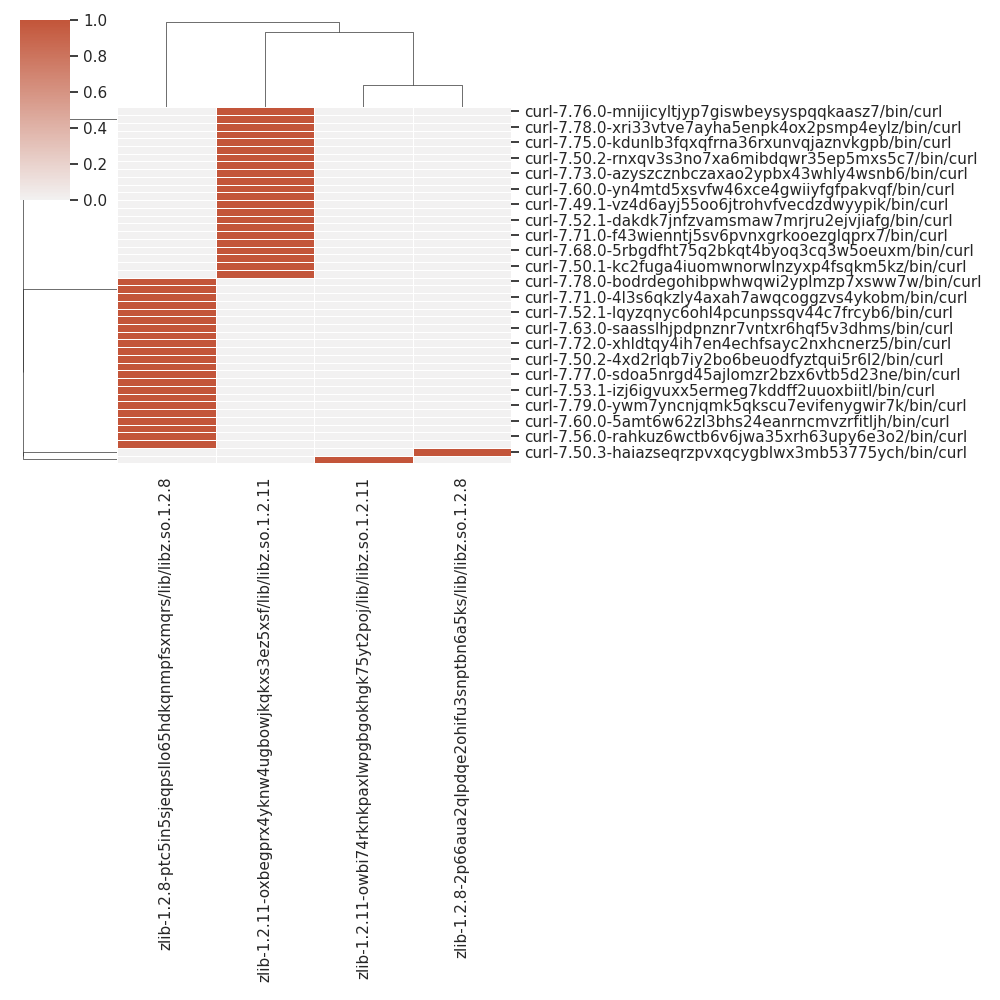 1.0
0.8
0.6
0.4
0.2
0.0
curl-7.76.0-mnijicyltjyp7giswbeysyspqqkaasz7/bin/curl
curl-7.78.0-xri33vtve7ayha5enpk4ox2psmp4eylz/bin/curl
curl-7.75.0-kdunlb3fqxqfrna36rxunvqjaznvkgpb/bin/curl
curl-7.50.2-rnxqv3s3no7xa6mibdqwr35ep5mxs5c7/bin/curl
curl-7.73.0-azyszcznbczaxao2ypbx43whly4wsnb6/bin/curl
curl-7.60.0-yn4mtd5xsvfw46xce4gwiiyfgfpakvqf/bin/curl
curl-7.49.1-vz4d6ayj55oo6jtrohvfvecdzdwyypik/bin/curl
curl-7.52.1-dakdk7jnfzvamsmaw7mrjru2ejvjiafg/bin/curl
curl-7.71.0-f43wienntj5sv6pvnxgrkooezglqprx7/bin/curl
curl-7.68.0-5rbgdfht75q2bkqt4byoq3cq3w5oeuxm/bin/curl
curl-7.50.1-kc2fuga4iuomwnorwlnzyxp4fsqkm5kz/bin/curl
curl-7.78.0-bodrdegohibpwhwqwi2yplmzp7xsww7w/bin/curl
curl-7.71.0-4l3s6qkzly4axah7awqcoggzvs4ykobm/bin/curl
curl-7.52.1-lqyzqnyc6ohl4pcunpssqv44c7frcyb6/bin/curl
curl-7.63.0-saasslhjpdpnznr7vntxr6hqf5v3dhms/bin/curl
curl-7.72.0-xhldtqy4ih7en4echfsayc2nxhcnerz5/bin/curl
curl-7.50.2-4xd2rlqb7iy2bo6beuodfyztqui5r6l2/bin/curl
curl-7.77.0-sdoa5nrgd45ajlomzr2bzx6vtb5d23ne/bin/curl
curl-7.53.1-izj6igvuxx5ermeg7kddff2uuoxbiitl/bin/curl
curl-7.79.0-ywm7yncnjqmk5qkscu7evifenygwir7k/bin/curl
curl-7.60.0-5amt6w62zl3bhs24eanrncmvzrfitljh/bin/curl
curl-7.56.0-rahkuz6wctb6v6jwa35xrh63upy6e3o2/bin/curl
curl-7.50.3-haiazseqrzpvxqcygblwx3mb53775ych/bin/curl
zlib-1.2.8-ptc5in5sjeqpsllo65hdkqnmpfsxmqrs/lib/libz.so.1.2.8
zlib-1.2.11-oxbegprx4yknw4ugbowjkqkxs3ez5xsf/lib/libz.so.1.2.11
zlib-1.2.11-owbi74rknkpaxlwpgbgokhgk75yt2poj/lib/libz.so.1.2.11
zlib-1.2.8-2p66aua2qlpdqe2ohifu3snptbn6a5ks/lib/libz.so.1.2.8